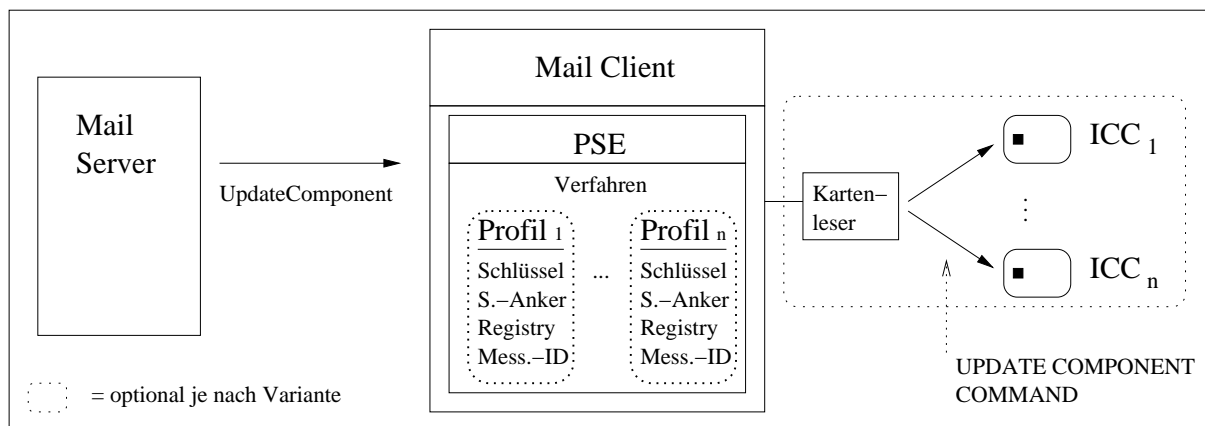 Mail
Server
UpdateComponent
Mail Client
PSE
Verfahren
Profil 1
Schlüssel
S.−Anker
Registry
Mess.−ID
...
Profil n
Schlüssel
S.−Anker
Registry
Mess.−ID
Karten−
leser
ICC 1
ICC n
UPDATE COMPONENT
COMMAND
= optional je nach Variante